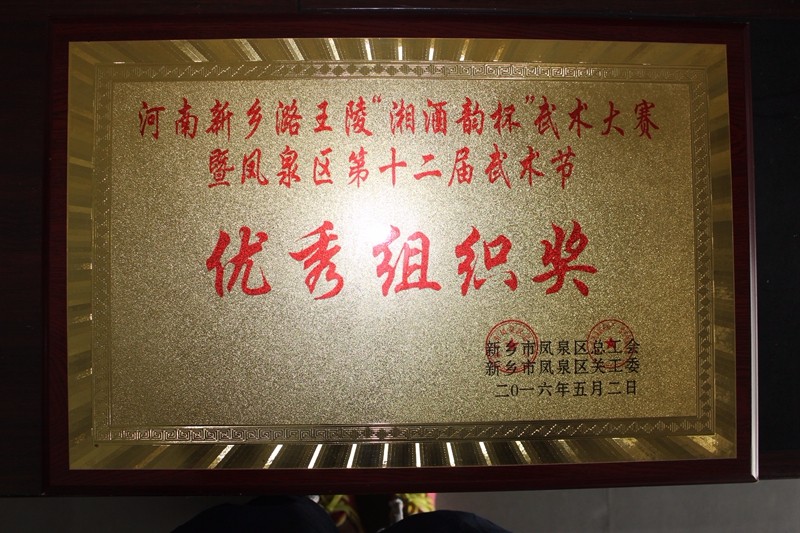 河南新乡潞王陵“湘酒韵杯”武术大赛
暨凤泉区第十二届武术节
优秀组织奖
新乡市凤泉区总工会
新乡市凤泉区关工委
二〇一六年五月二日